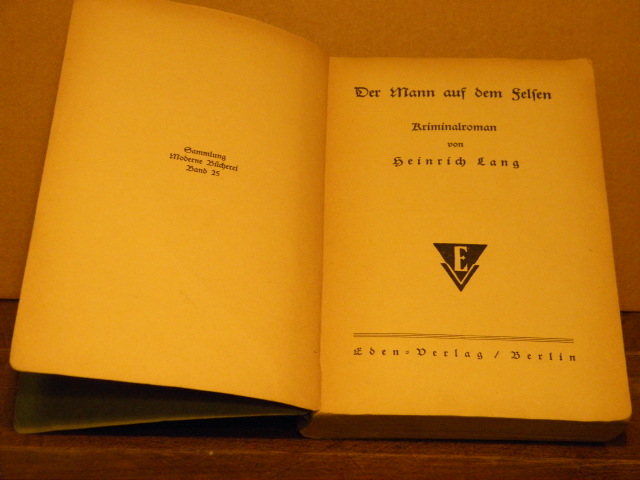 Sammlung
Moderne Bücherei
Band 25
Der Mann auf dem Felsen
Kriminalroman
von
Heinrich Lang
E
Eden-Verlag / Berlin